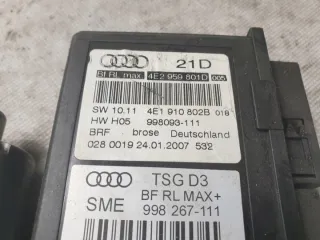 21D
Bf RL max. 4E2 959 801D 005
SW 10.11 4E1 910 802B 018
HW H05 998093-111
BRF brose Deutschland
028 0019 24.01.2007 532
TSG D3
BF RL MAX+
SME 998 267-111